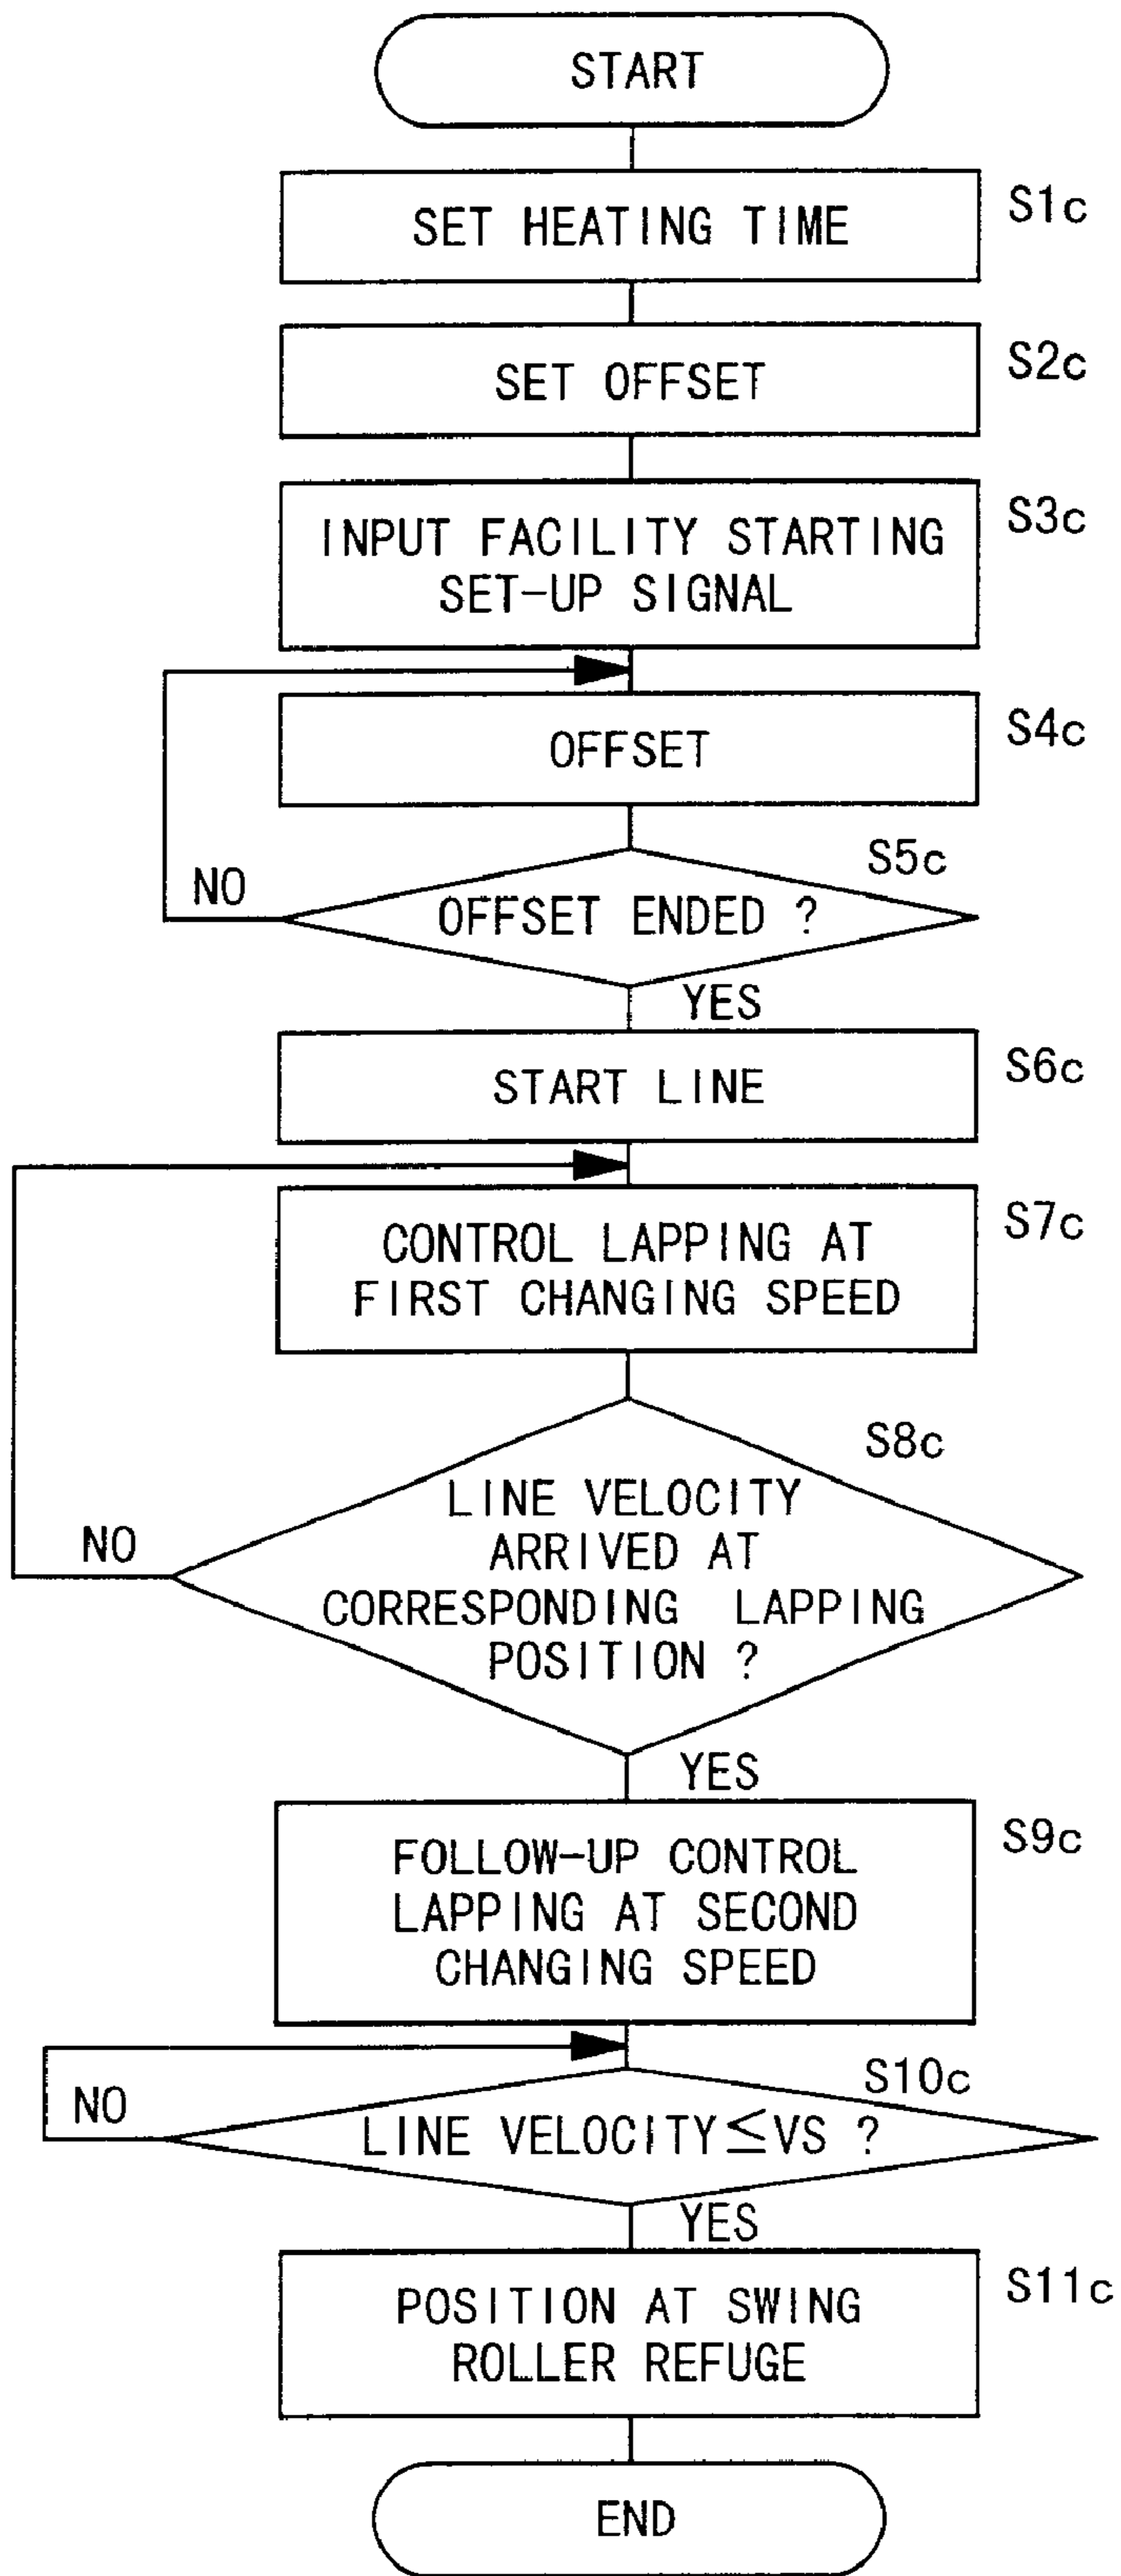 START
SET HEATING TIME
S1c
SET OFFSET
S2c
INPUT FACILITY STARTING
SET-UP SIGNAL
S3c
OFFSET
S4c
S5c
NO
OFFSET ENDED ?
YES
START LINE
S6c
CONTROL LAPPING AT
FIRST CHANGING SPEED
S7c
S8c
NO
LINE VELOCITY
ARRIVED AT
CORRESPONDING LAPPING
POSITION ?
YES
FOLLOW-UP CONTROL
LAPPING AT SECOND
CHANGING SPEED
S9c
S10c
NO
LINE VELOCITY≦VS ?
YES
POSITION AT SWING
ROLLER REFUGE
S11c
END